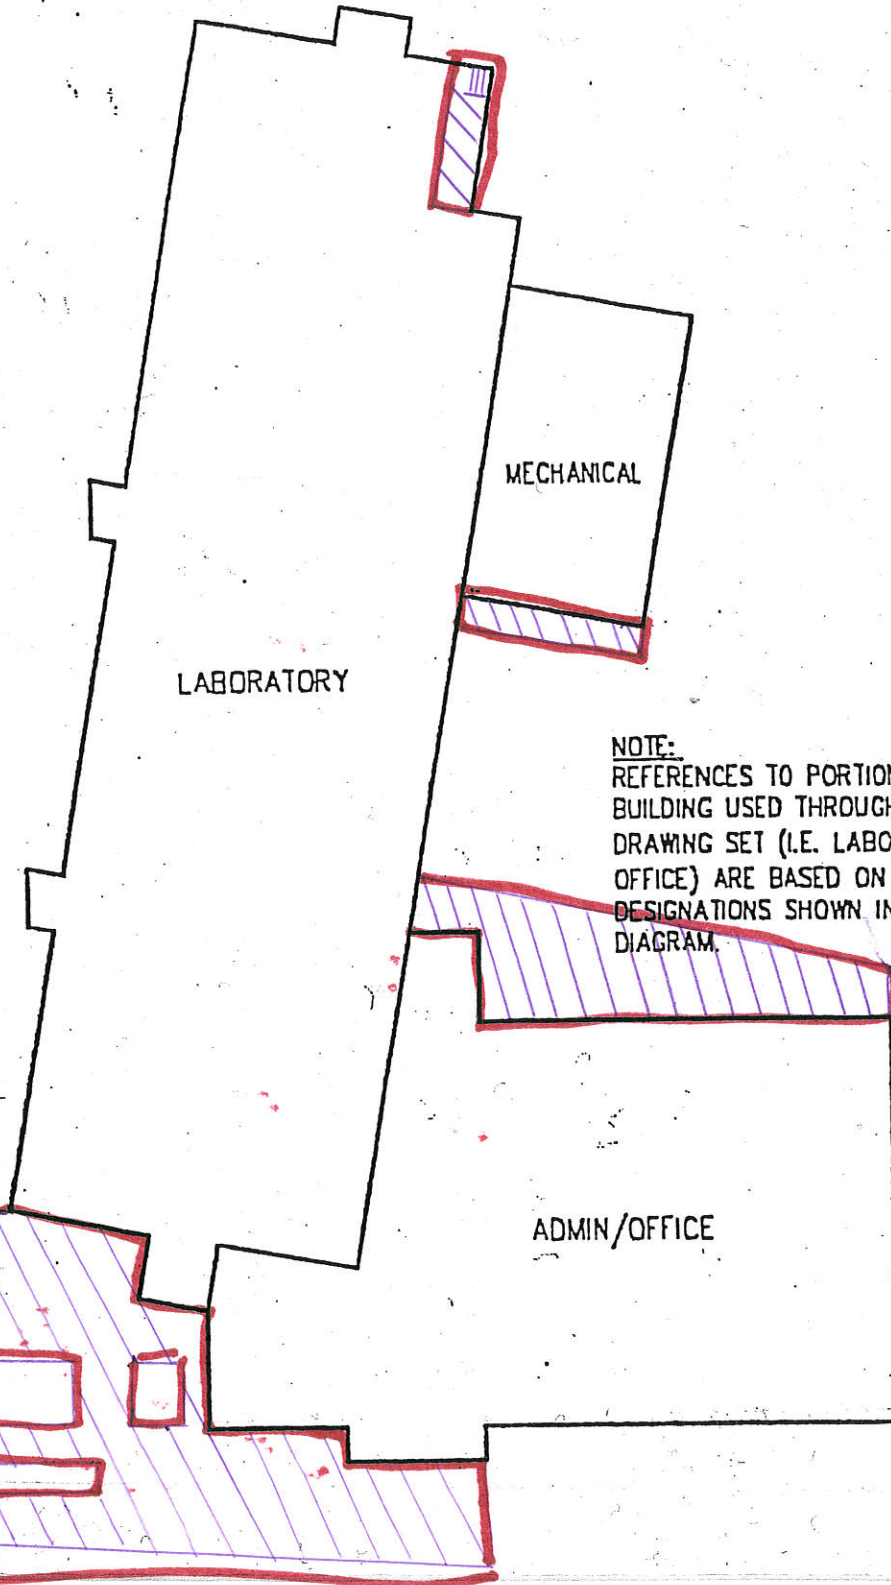 MECHANICAL
LABORATORY
NOTE:
REFERENCES TO PORTION
BUILDING USED THROUGH
DRAWING SET (I.E. LABO
OFFICE) ARE BASED ON
DESIGNATIONS SHOWN IN
DIAGRAM.
ADMIN/OFFICE